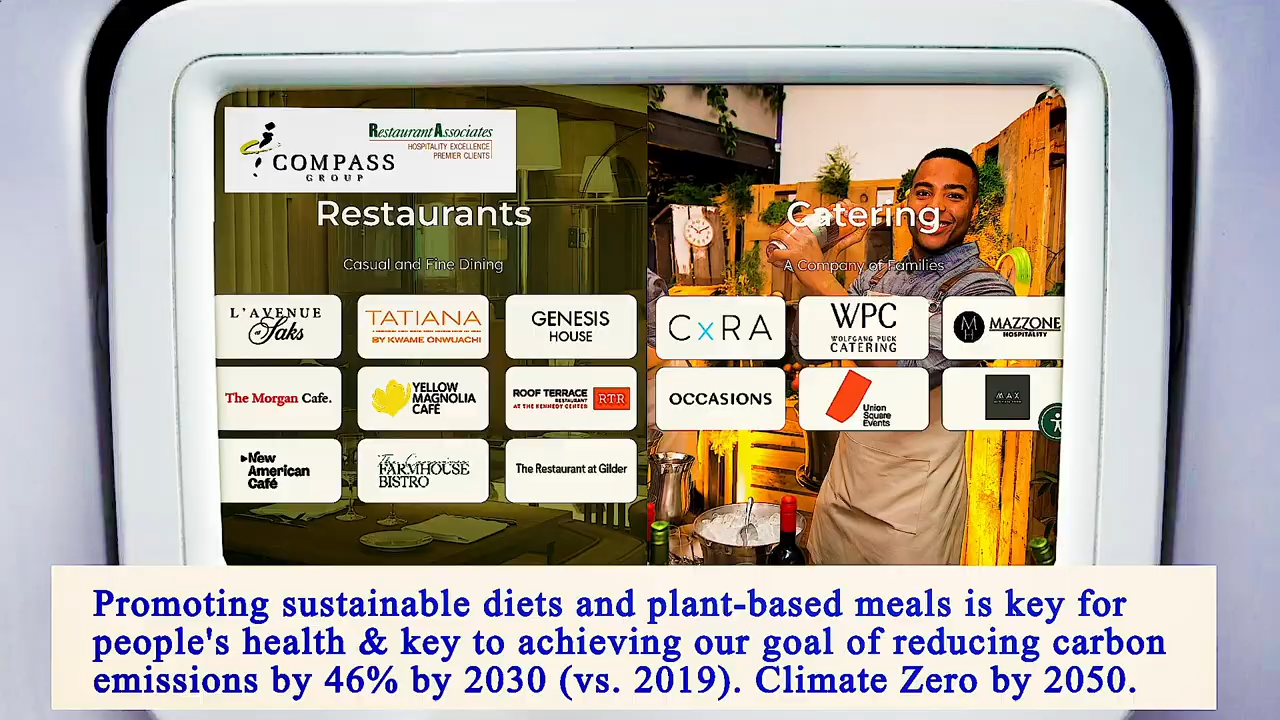 COMPASS
GROUP
Restaurant Associates
HOSPITALITY EXCELLENCE
PREMIER CLIENTS
Restaurants
Casual and Fine Dining
L'AVENUE
Saks
TATIANA
BY KWAME ONWUACHI
GENESIS
HOUSE
The Morgan Cafe.
YELLOW
MAGNOLIA
CAFÉ
ROOF TERRACE
RESTAURANT
AT THE KENNEDY CENTER
RTR
New
American
Café
FARMHOUSE
BISTRO
The Restaurant at Gilder
Catering
A Company of Families
CxRA
WPC
WOLFGANG PUCK
CATERING
MH
MAZZONE
HOSPITALITY
OCCASIONS
Union
Square
Events
MAX
Promoting sustainable diets and plant-based meals is key for
people's health & key to achieving our goal of reducing carbon
emissions by 46% by 2030 (vs. 2019). Climate Zero by 2050.